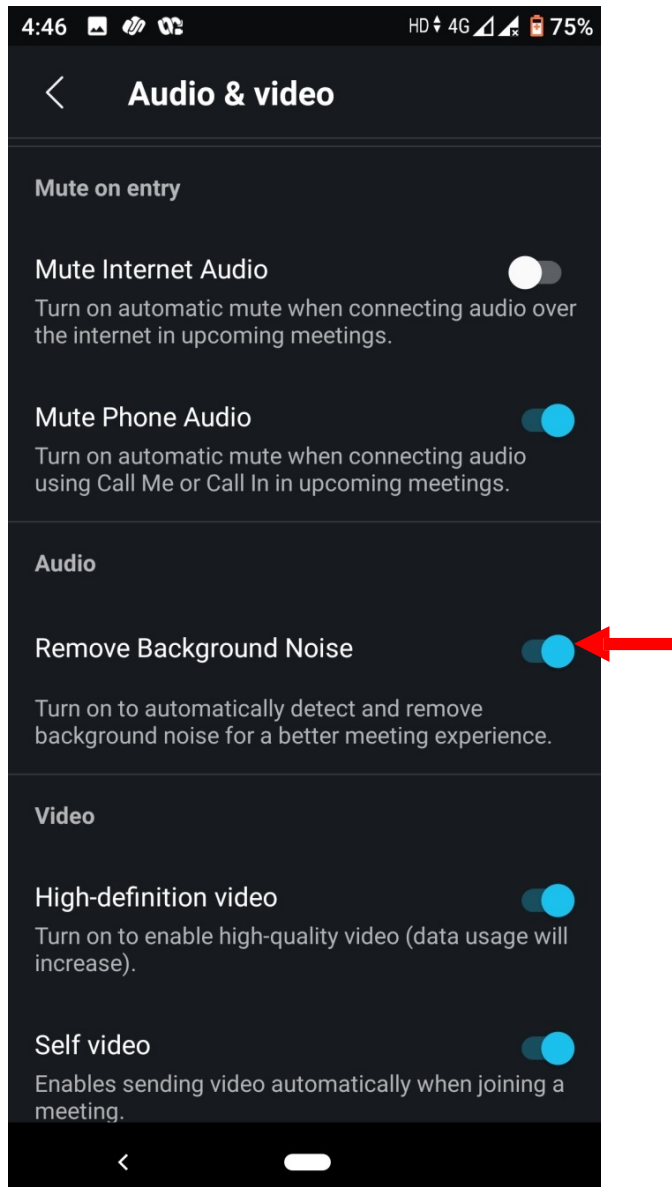 4:46 HD 4G 75%
Audio & video
Mute on entry
Mute Internet Audio
Turn on automatic mute when connecting audio over
the internet in upcoming meetings.
Mute Phone Audio
Turn on automatic mute when connecting audio
using Call Me or Call In in upcoming meetings.
Audio
Remove Background Noise
Turn on to automatically detect and remove
background noise for a better meeting experience.
Video
High-definition video
Turn on to enable high-quality video (data usage will
increase).
Self video
Enables sending video automatically when joining a
meeting.